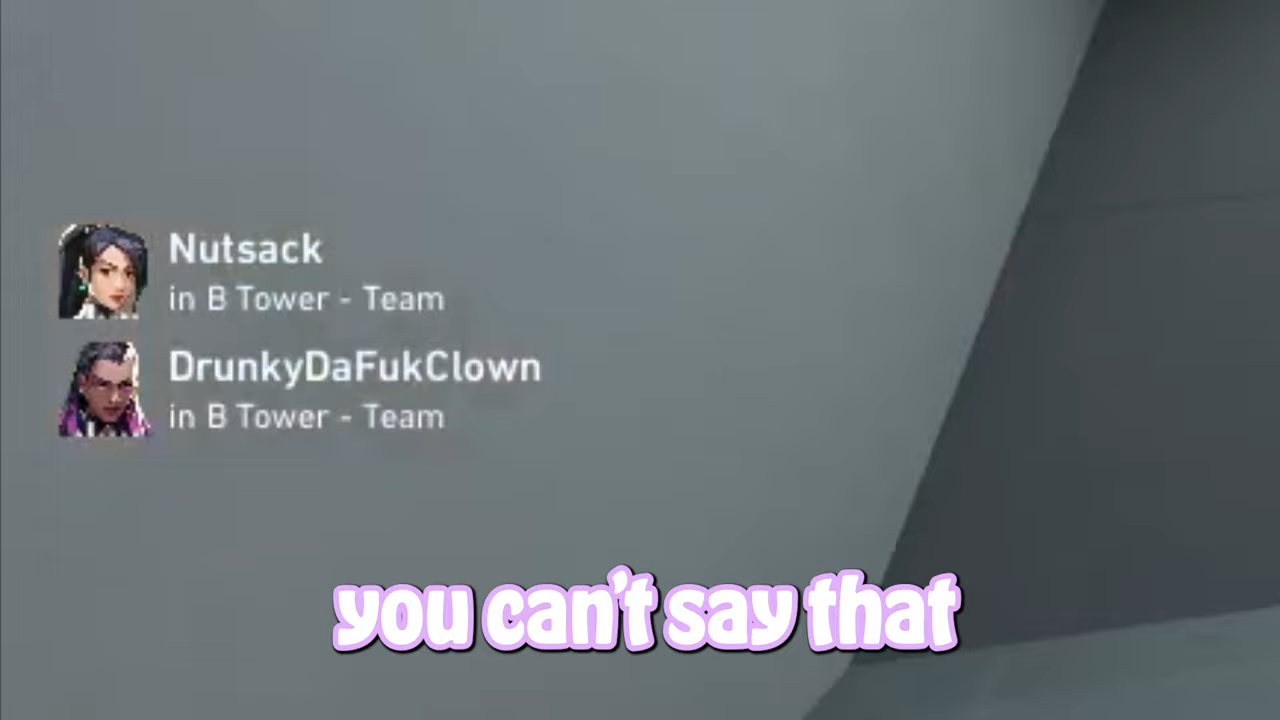 Nutsack
in B Tower - Team
DrunkyDaFukClown
in B Tower - Team
you can't say that